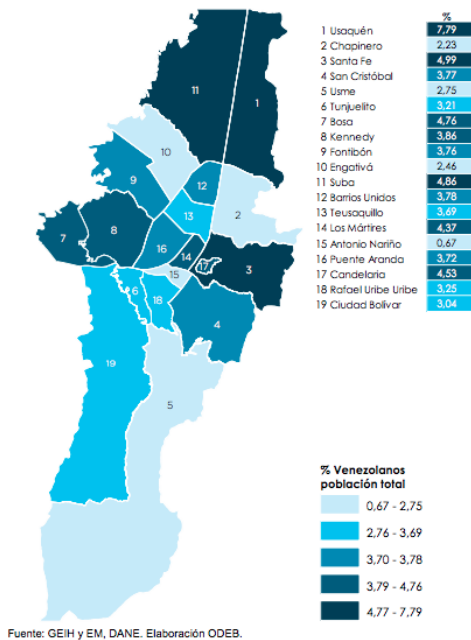 %
1 Usaquén 7,79
2 Chapinero 2,23
3 Santa Fe 4,99
4 San Cristóbal 3,77
5 Usme 2,75
6 Tunjuelito 3,21
7 Bosa 4,76
8 Kennedy 3,86
9 Fontibón 3,76
10 Engativá 2,46
11 Suba 4,86
12 Barrios Unidos 3,78
13 Teusaquillo 3,69
14 Los Mártires 4,37
15 Antonio Nariño 0,67
16 Puente Aranda 3,72
17 Candelaria 4,53
18 Rafael Uribe Uribe 3,25
19 Ciudad Bolívar 3,04
11
1
10
9
12
2
13
7
8
16
14
17
3
15
6
18
4
19
5
% Venezolanos
población total
0,67 - 2,75
2,76 - 3,69
3,70 - 3,78
3,79 - 4,76
4,77 - 7,79
Fuente: GEIH y EM, DANE. Elaboración ODEB.